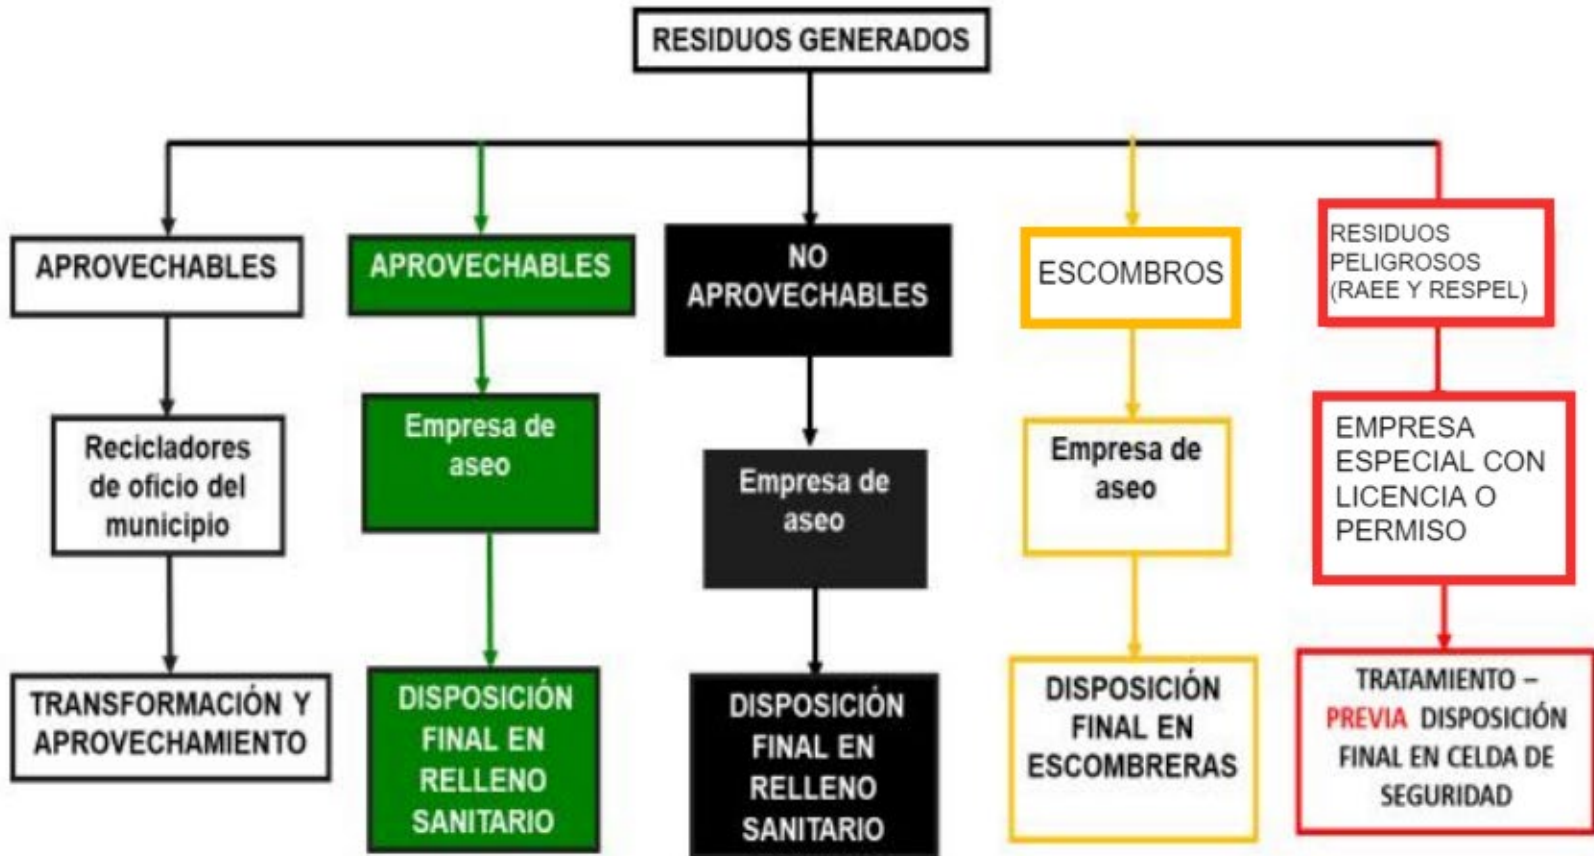 RESIDUOS GENERADOS
APROVECHABLES
Recicladores
de oficio del
municipio
TRANSFORMACIÓN Y
APROVECHAMIENTO
APROVECHABLES
Empresa de
aseo
DISPOSICIÓN
FINAL EN
RELLENO
SANITARIO
NO
APROVECHABLES
Empresa de
aseo
DISPOSICIÓN
FINAL EN
RELLENO
SANITARIO
ESCOMBROS
Empresa de
aseo
DISPOSICIÓN
FINAL EN
ESCOMBRERAS
RESIDUOS
PELIGROSOS
(RAEE Y RESPEL)
EMPRESA
ESPECIAL CON
LICENCIA O
PERMISO
TRATAMIENTO –
PREVIA DISPOSICIÓN
FINAL EN CELDA DE
SEGURIDAD